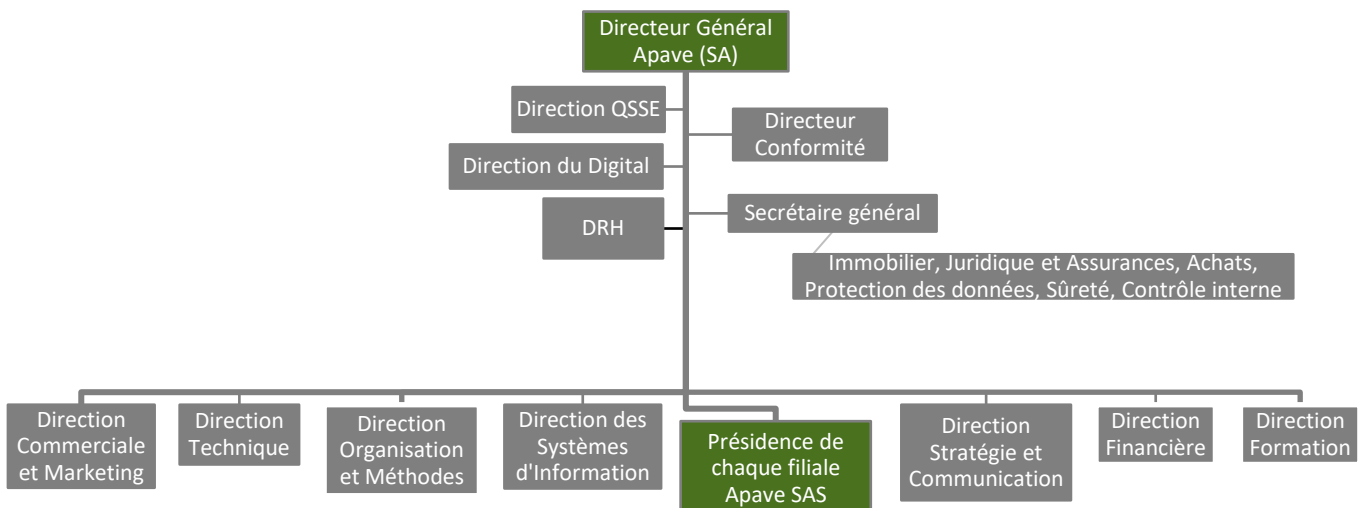 Directeur Général
Apave (SA)
Direction QSSE
Directeur
Conformité
Direction du Digital
DRH
Secrétaire général
Immobilier, Juridique et Assurances, Achats,
Protection des données, Sûreté, Contrôle interne
Direction
Commerciale
et Marketing
Direction
Technique
Direction
Organisation
et Méthodes
Direction des
Systèmes
d'Information
Présidence de
chaque filiale
Apave SAS
Direction
Stratégie et
Communication
Direction
Financière
Direction
Formation